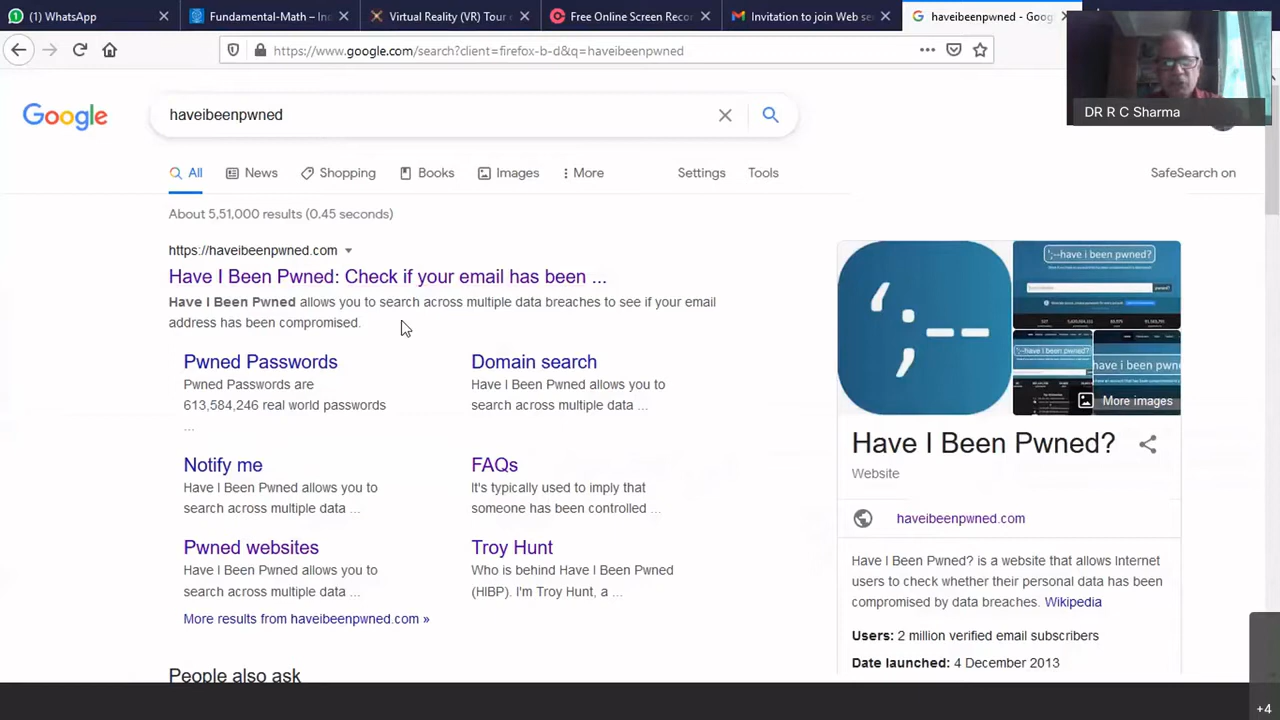 (1) WhatsApp
Fundamental-Math – In
Virtual Reality (VR) Tour
Free Online Screen Reco
Invitation to join Web se
haveibeenpwned - Goog
https://www.google.com/search?client=firefox-b-d&q=haveibeenpwned
DR R C Sharma
Google
haveibeenpwned
All
News
Shopping
Books
Images
More
Settings
Tools
SafeSearch on
About 5,51,000 results (0.45 seconds)
https://haveibeenpwned.com
Have I Been Pwned: Check if your email has been ...
Have I Been Pwned allows you to search across multiple data breaches to see if your email
address has been compromised.
Pwned Passwords
Pwned Passwords are
613,584,246 real world passwords
...
Domain search
Have I Been Pwned allows you to
search across multiple data ...
Notify me
Have I Been Pwned allows you to
search across multiple data ...
FAQs
It's typically used to imply that
someone has been controlled ...
Pwned websites
Have I Been Pwned allows you to
search across multiple data ...
Troy Hunt
Who is behind Have I Been Pwned
(HIBP). I'm Troy Hunt, a ...
More results from haveibeenpwned.com »
People also ask
';--
';--have i been pwned?
';--have i been pwned?
have i been pwne
More images
Have I Been Pwned?
Website
haveibeenpwned.com
Have I Been Pwned? is a website that allows Internet
users to check whether their personal data has been
compromised by data breaches. Wikipedia
Users: 2 million verified email subscribers
Date launched: 4 December 2013
+4